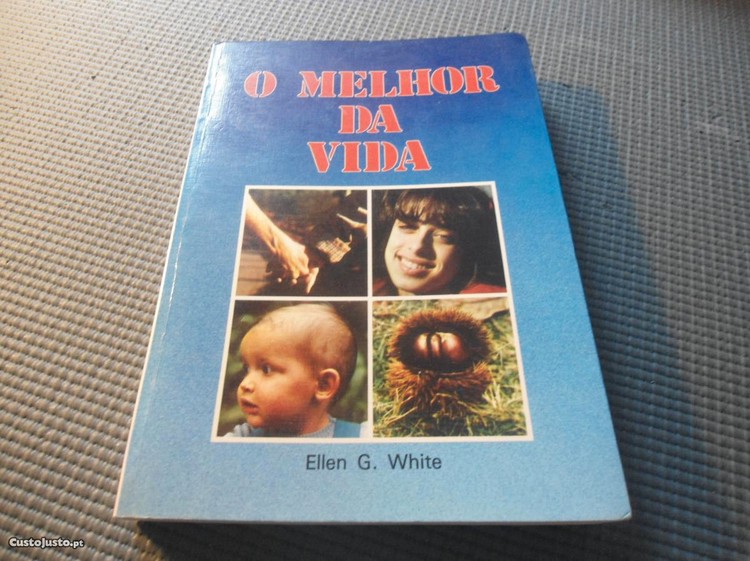 O MELHOR
DA
VIDA
Ellen G. White
CustoJusto.pt